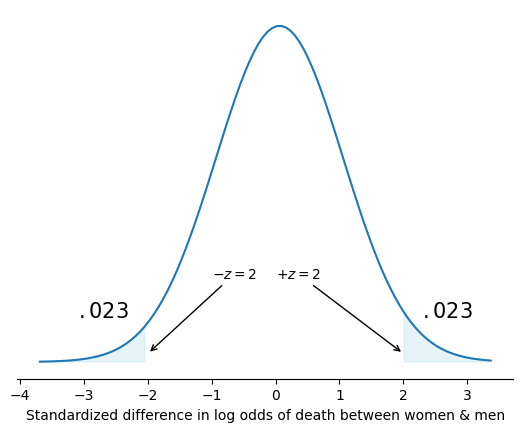 −z = 2 +z = 2
.023 .023
−4 −3 −2 −1 0 1 2 3
Standardized difference in log odds of death between women & men